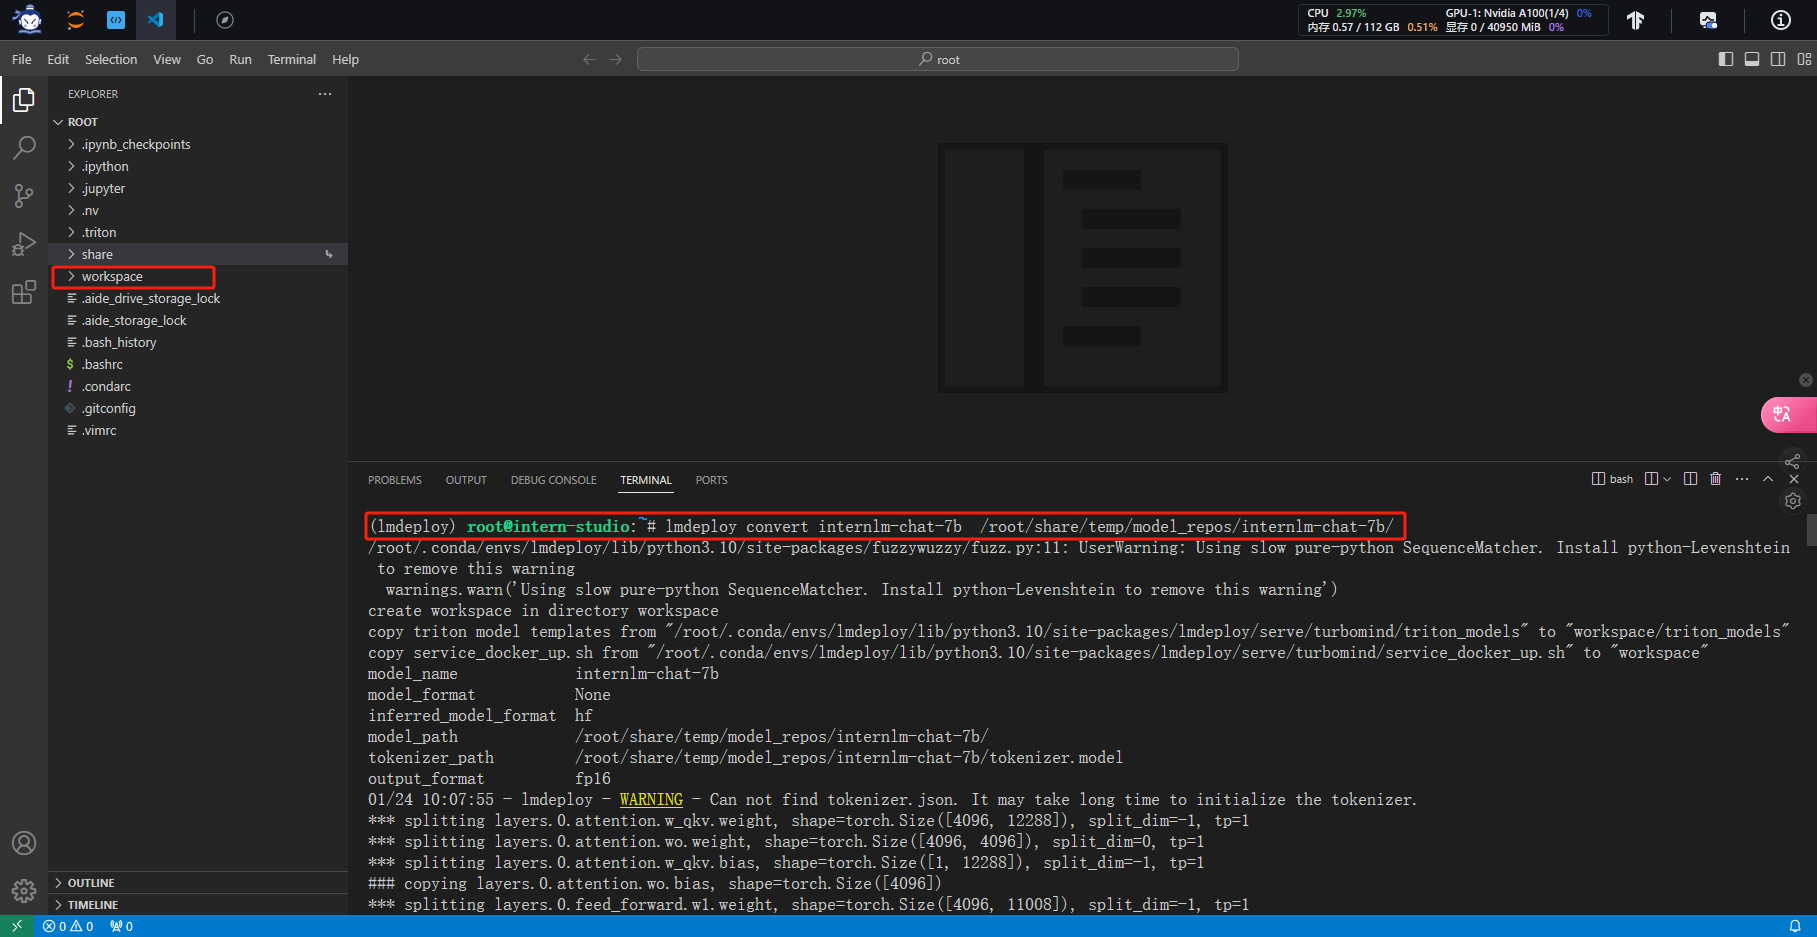 CPU 2.97% GPU-1: Nvidia A100(1/4) 0%
内存 0.57 / 112 GB 0.51% 显存 0 / 40950 MiB 0%
File Edit Selection View Go Run Terminal Help
root
EXPLORER
ROOT
.ipynb_checkpoints
.ipython
.jupyter
.nv
.triton
share
workspace
.aide_drive_storage_lock
.aide_storage_lock
.bash_history
$ .bashrc
! .condarc
.gitconfig
.vimrc
中A
PROBLEMS OUTPUT DEBUG CONSOLE TERMINAL PORTS
bash
(lmdeploy) root@intern-studio:~# lmdeploy convert internlm-chat-7b  /root/share/temp/model_repos/internlm-chat-7b/
/root/.conda/envs/lmdeploy/lib/python3.10/site-packages/fuzzywuzzy/fuzz.py:11: UserWarning: Using slow pure-python SequenceMatcher. Install python-Levenshtein
 to remove this warning
  warnings.warn('Using slow pure-python SequenceMatcher. Install python-Levenshtein to remove this warning')
create workspace in directory workspace
copy triton model templates from "/root/.conda/envs/lmdeploy/lib/python3.10/site-packages/lmdeploy/serve/turbomind/triton_models" to "workspace/triton_models"
copy service_docker_up.sh from "/root/.conda/envs/lmdeploy/lib/python3.10/site-packages/lmdeploy/serve/turbomind/service_docker_up.sh" to "workspace"
model_name             internlm-chat-7b
model_format           None
inferred_model_format  hf
model_path             /root/share/temp/model_repos/internlm-chat-7b/
tokenizer_path         /root/share/temp/model_repos/internlm-chat-7b/tokenizer.model
output_format          fp16
01/24 10:07:55 - lmdeploy - WARNING - Can not find tokenizer.json. It may take long time to initialize the tokenizer.
*** splitting layers.0.attention.w_qkv.weight, shape=torch.Size([4096, 12288]), split_dim=-1, tp=1
*** splitting layers.0.attention.wo.weight, shape=torch.Size([4096, 4096]), split_dim=0, tp=1
*** splitting layers.0.attention.w_qkv.bias, shape=torch.Size([1, 12288]), split_dim=-1, tp=1
### copying layers.0.attention.wo.bias, shape=torch.Size([4096])
*** splitting layers.0.feed_forward.w1.weight, shape=torch.Size([4096, 11008]), split_dim=-1, tp=1
OUTLINE
TIMELINE
0 0 0